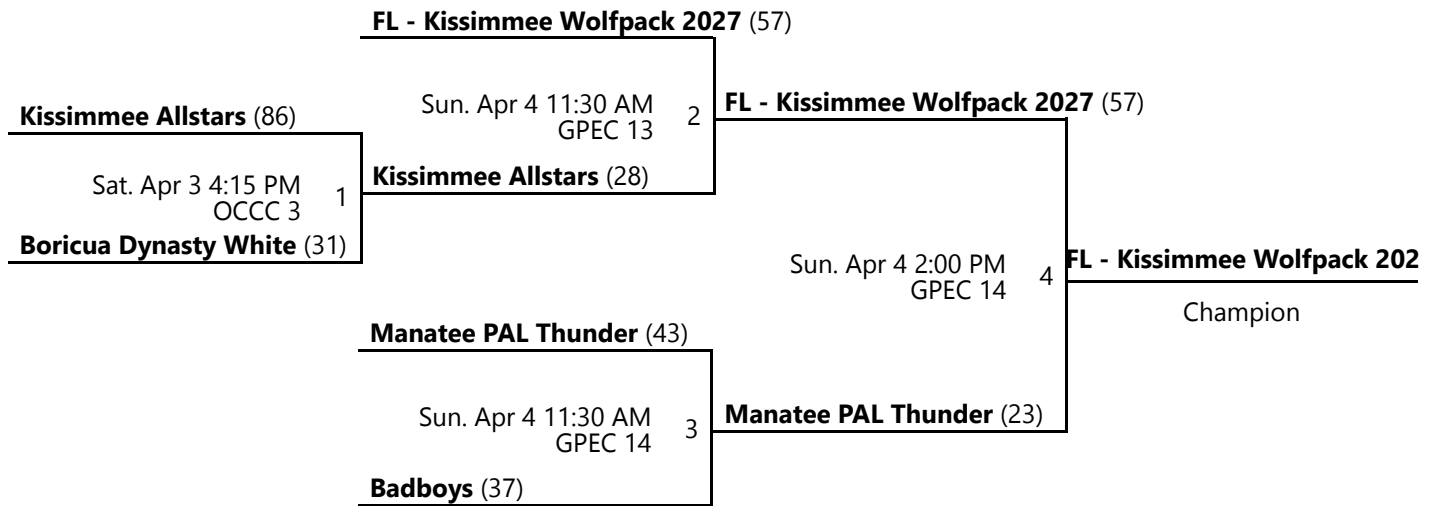 FL - Kissimmee Wolfpack 2027 (57)
Kissimmee Allstars (86)
Sun. Apr 4 11:30 AM
GPEC 13
2
FL - Kissimmee Wolfpack 2027 (57)
Sat. Apr 3 4:15 PM
OCCC 3
1
Kissimmee Allstars (28)
Boricua Dynasty White (31)
Sun. Apr 4 2:00 PM
GPEC 14
4
FL - Kissimmee Wolfpack 202
Champion
Manatee PAL Thunder (43)
Sun. Apr 4 11:30 AM
GPEC 14
3
Manatee PAL Thunder (23)
Badboys (37)